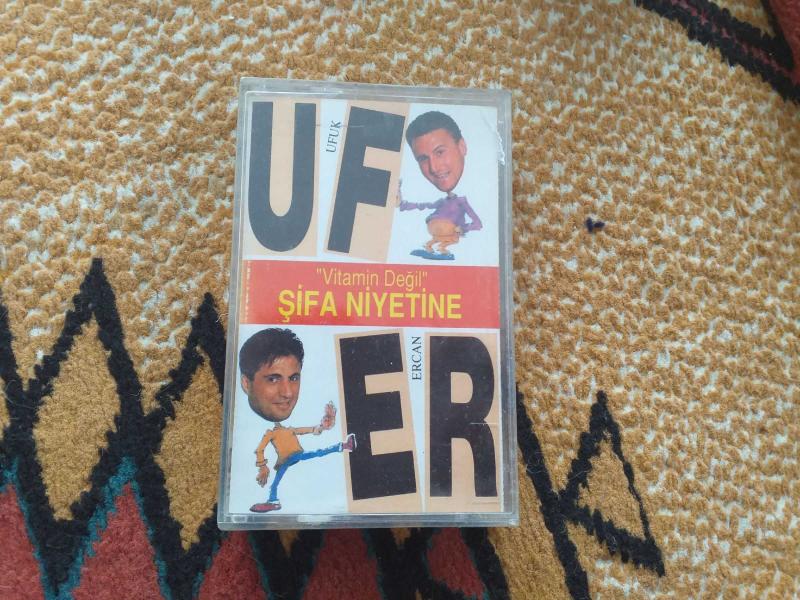 UF
UFUK
"Vitamin Değil"
ŞİFA NİYETİNE
ER
ERCAN